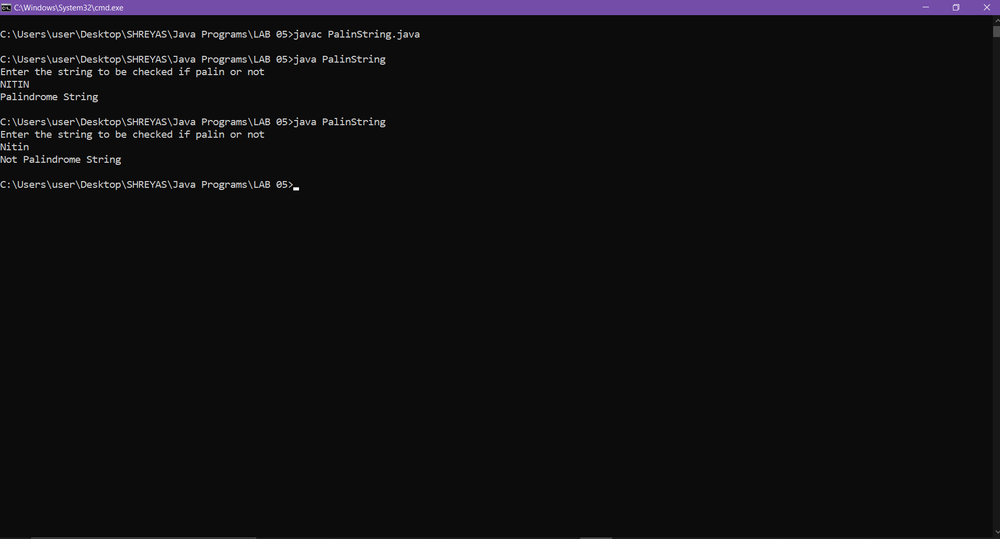 C:\Windows\System32\cmd.exe
C:\Users\user\Desktop\SHREYAS\Java Programs\LAB 05>javac PalinString.java
C:\Users\user\Desktop\SHREYAS\Java Programs\LAB 05>java PalinString
Enter the string to be checked if palin or not
NITIN
Palindrome String
C:\Users\user\Desktop\SHREYAS\Java Programs\LAB 05>java PalinString
Enter the string to be checked if palin or not
Nitin
Not Palindrome String
C:\Users\user\Desktop\SHREYAS\Java Programs\LAB 05>